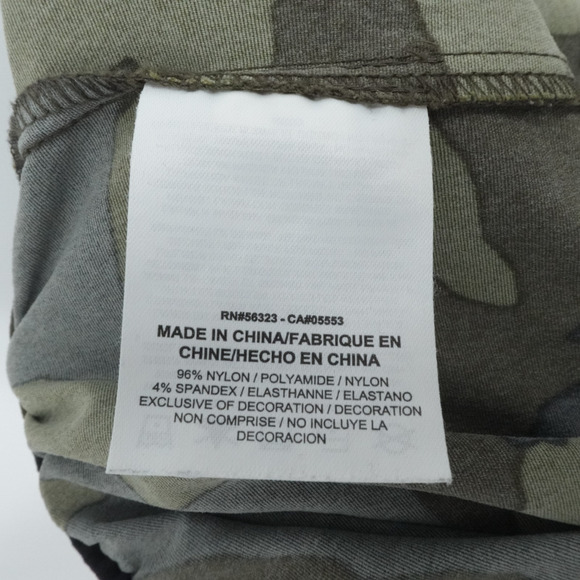 RN#56323 - CA#05553
MADE IN CHINA/FABRIQUE EN
CHINE/HECHO EN CHINA
96% NYLON / POLYAMIDE / NYLON
4% SPANDEX / ELASTHANNE / ELASTANO
EXCLUSIVE OF DECORATION / DECORATION
NON COMPRISE / NO INCLUYE LA
DECORACION